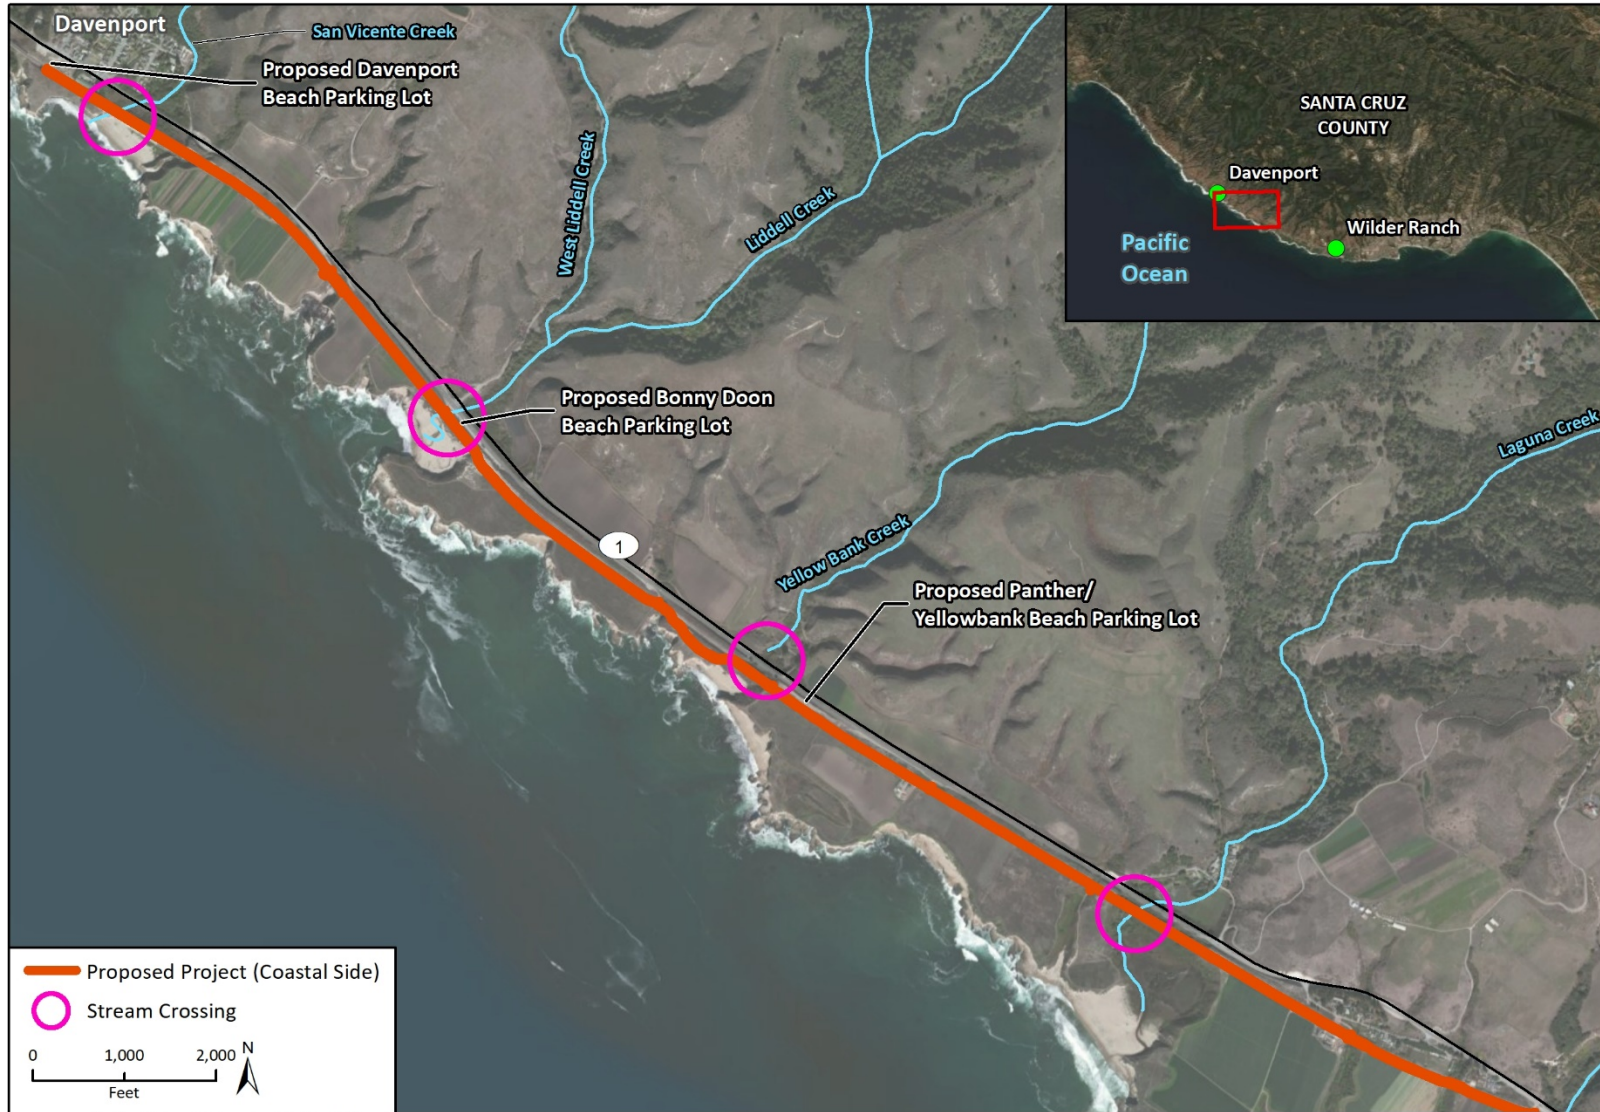 Davenport
San Vicente Creek
Proposed Davenport
Beach Parking Lot
West Liddell Creek
Liddell Creek
SANTA CRUZ
COUNTY
Davenport
Wilder Ranch
Pacific
Ocean
Proposed Bonny Doon
Beach Parking Lot
Laguna Creek
1
Yellow Bank Creek
Proposed Panther/
Yellowbank Beach Parking Lot
Proposed Project (Coastal Side)
Stream Crossing
0 1,000 2,000
Feet
N